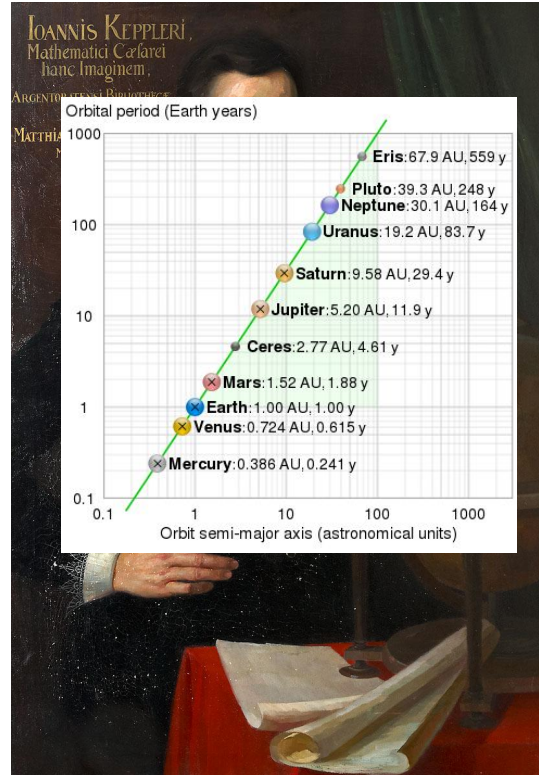 IOANNIS KEPPLERI,
Mathematici Cæsarei
hanc Imaginem,
MATTHIA
Orbital period (Earth years)
1000
Eris:67.9 AU,559 y
Pluto:39.3 AU,248 y
Neptune:30.1 AU,164 y
100
Uranus:19.2 AU,83.7 y
Saturn:9.58 AU,29.4 y
10
Jupiter:5.20 AU,11.9 y
Ceres:2.77 AU,4.61 y
Mars:1.52 AU,1.88 y
1
Earth:1.00 AU,1.00 y
Venus:0.724 AU,0.615 y
Mercury:0.386 AU,0.241 y
0.1
0.1 1 10 100 1000
Orbit semi-major axis (astronomical units)